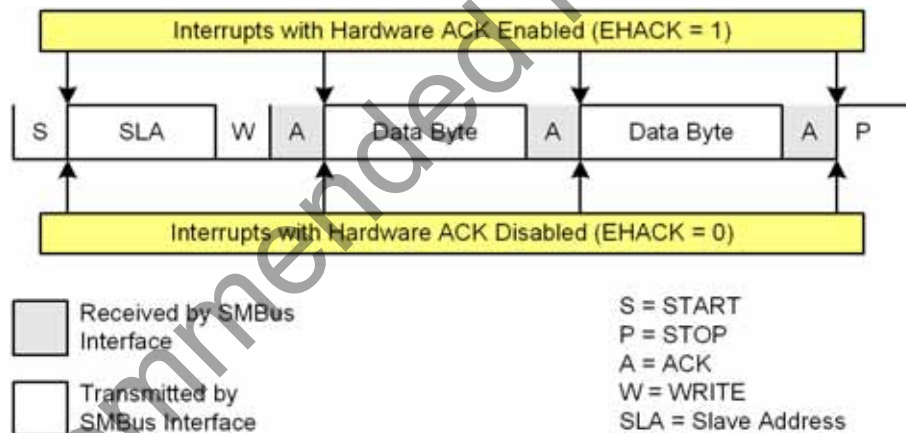 Interrupts with Hardware ACK Enabled (EHACK = 1)
S SLA W A Data Byte A Data Byte A P
Interrupts with Hardware ACK Disabled (EHACK = 0)
Received by SMBus
Interface
Transmitted by
SMBus Interface
S = START
P = STOP
A = ACK
W = WRITE
SLA = Slave Address
ommended